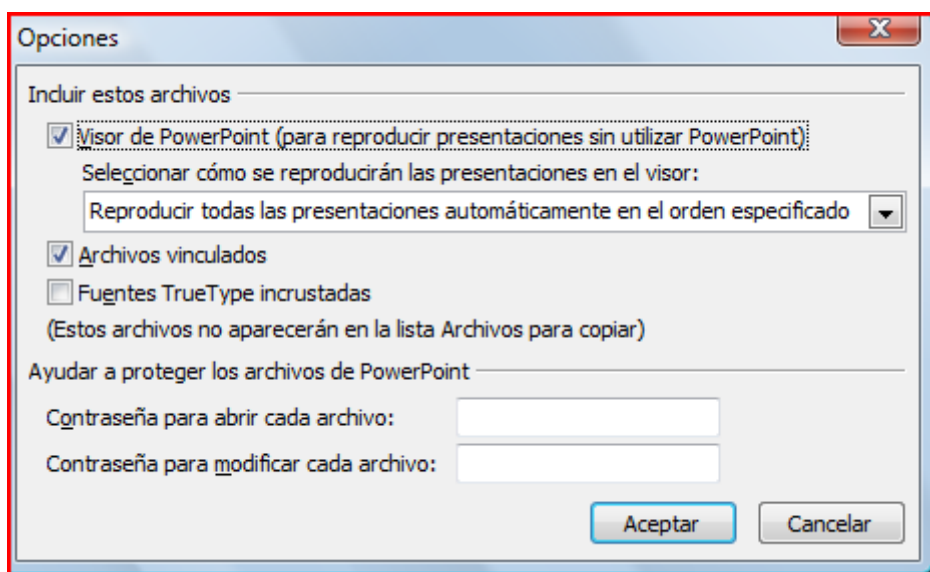 Opciones
Incluir estos archivos
Visor de PowerPoint (para reproducir presentaciones sin utilizar PowerPoint)
Seleccionar cómo se reproducirán las presentaciones en el visor:
Reproducir todas las presentaciones automáticamente en el orden especificado
Archivos vinculados
Fuentes TrueType incrustadas
(Estos archivos no aparecerán en la lista Archivos para copiar)
Ayudar a proteger los archivos de PowerPoint
Contraseña para abrir cada archivo:
Contraseña para modificar cada archivo:
Aceptar Cancelar